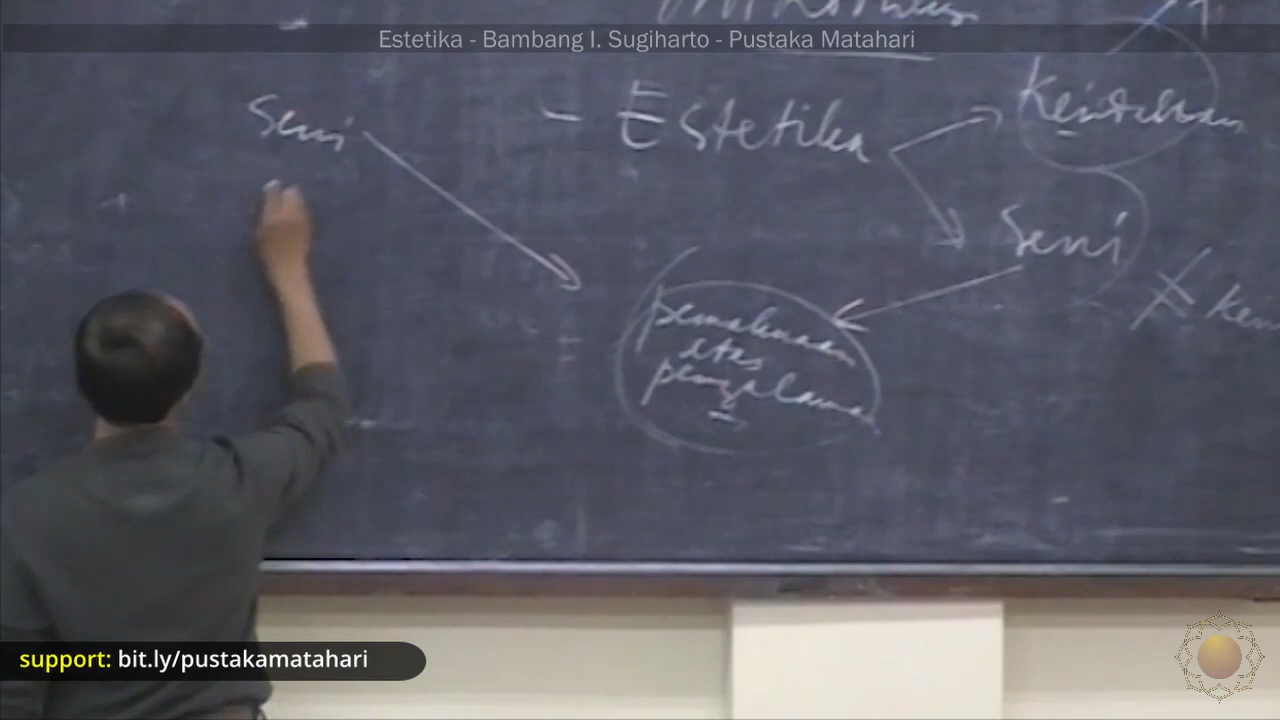 Estetika - Bambang I. Sugiharto - Pustaka Matahari
Seni
- Estetika
Keindahan
Seni
pemaknaan
atas
pengalaman
support: bit.ly/pustakamatahari